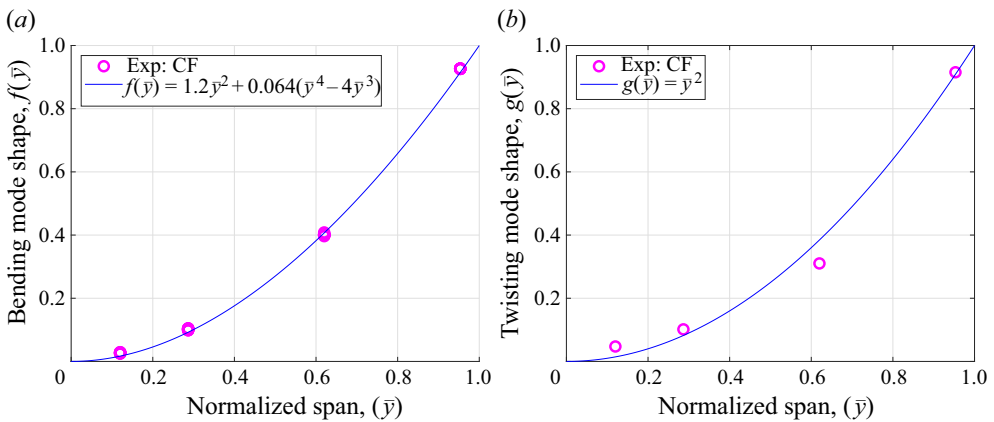 (a)
1.0
0.8
0.6
0.4
0.2
0
0.2
0.4
0.6
0.8
1.0
Bending mode shape, f(ȳ)
Normalized span, (ȳ)
Exp: CF
f(ȳ) = 1.2ȳ² + 0.064(ȳ⁴ – 4ȳ³)
(b)
1.0
0.8
0.6
0.4
0.2
0
0.2
0.4
0.6
0.8
1.0
Twisting mode shape, g(ȳ)
Normalized span, (ȳ)
Exp: CF
g(ȳ) = ȳ²